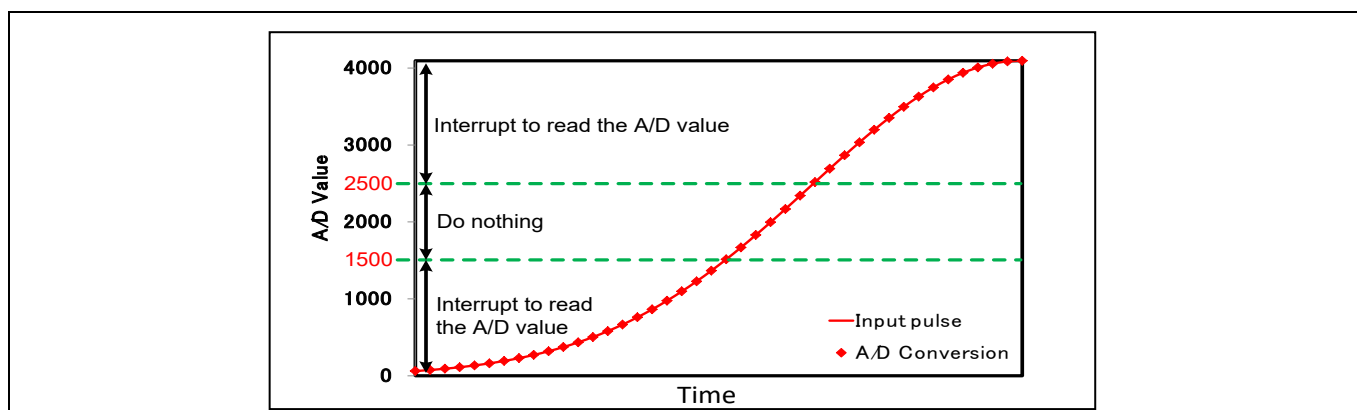 4000
Interrupt to read the A/D value
3000
2500
A/D Value
2000
Do nothing
1500
1000
Interrupt to read
the A/D value
Input pulse
A/D Conversion
0
Time